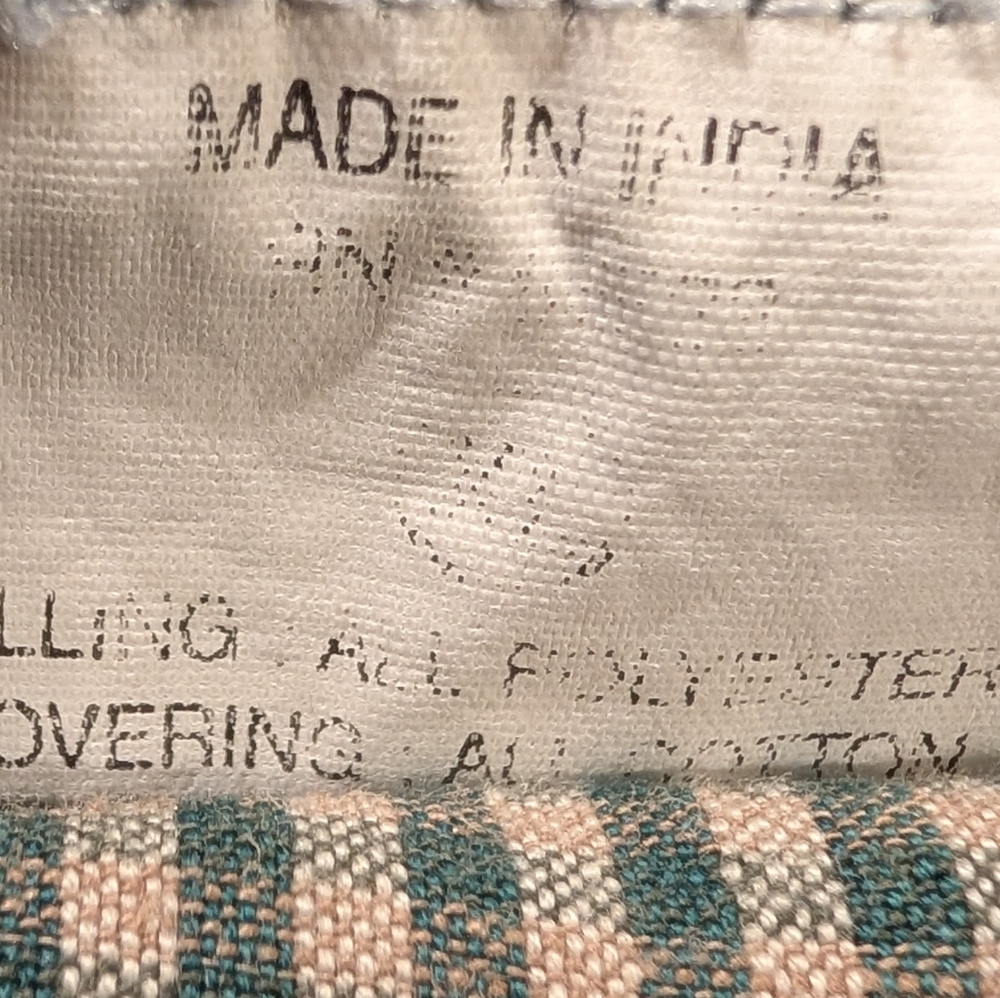 MADE IN INDIA
LLING : ALL POLYESTER
OVERING : ALL COTTON